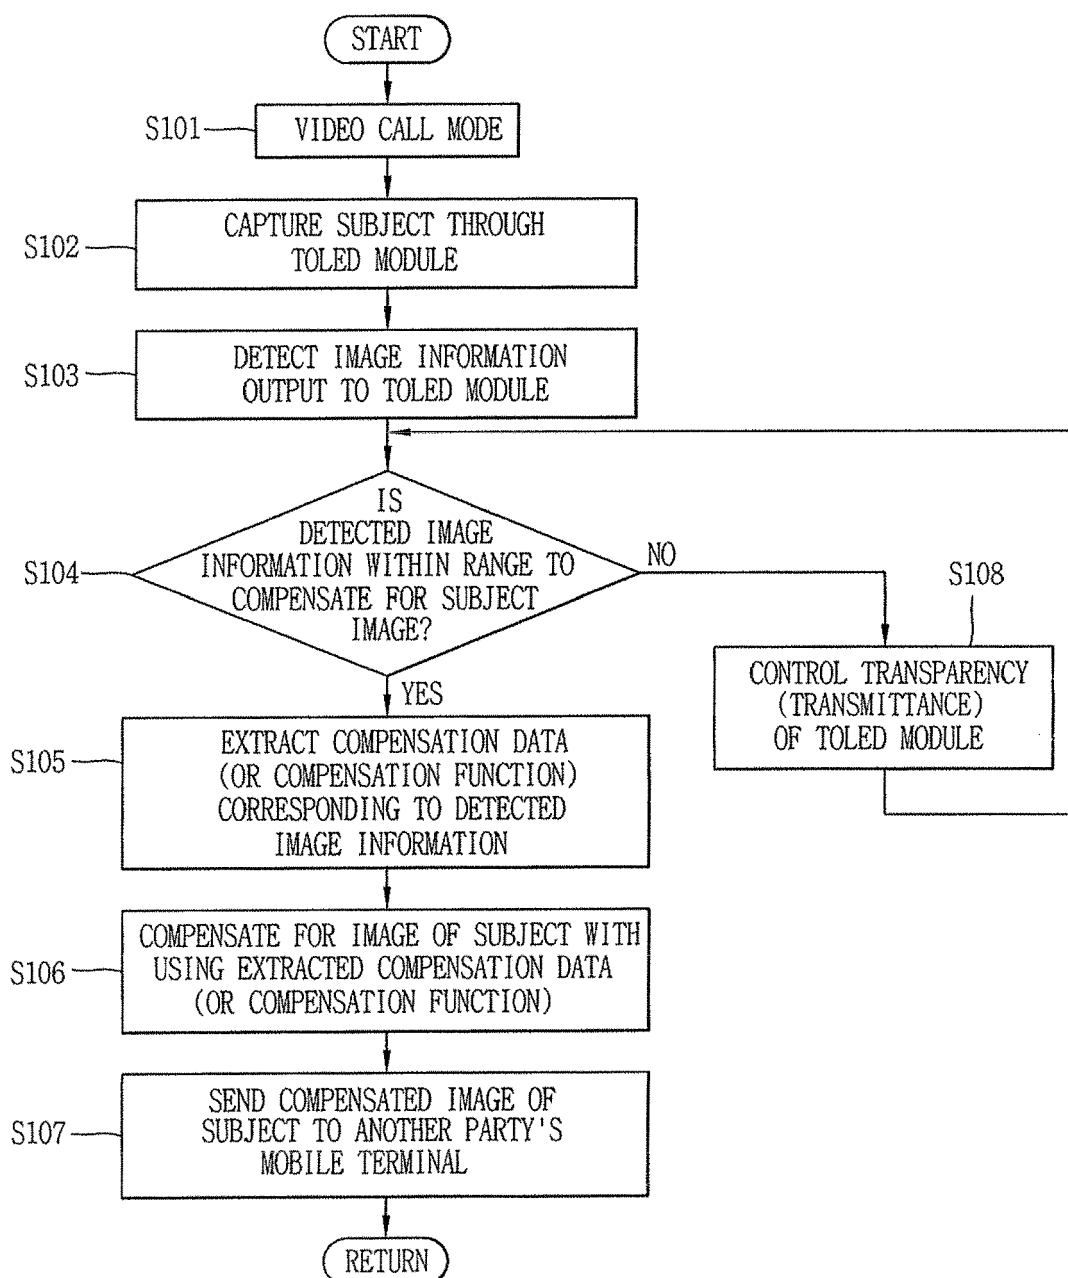 START
S101
VIDEO CALL MODE
S102
CAPTURE SUBJECT THROUGH
TOLED MODULE
S103
DETECT IMAGE INFORMATION
OUTPUT TO TOLED MODULE
S104
IS
DETECTED IMAGE
INFORMATION WITHIN RANGE TO
COMPENSATE FOR SUBJECT
IMAGE?
NO
S108
CONTROL TRANSPARENCY
(TRANSMITTANCE)
OF TOLED MODULE
YES
S105
EXTRACT COMPENSATION DATA
(OR COMPENSATION FUNCTION)
CORRESPONDING TO DETECTED
IMAGE INFORMATION
S106
COMPENSATE FOR IMAGE OF SUBJECT WITH
USING EXTRACTED COMPENSATION DATA
(OR COMPENSATION FUNCTION)
S107
SEND COMPENSATED IMAGE OF
SUBJECT TO ANOTHER PARTY'S
MOBILE TERMINAL
RETURN